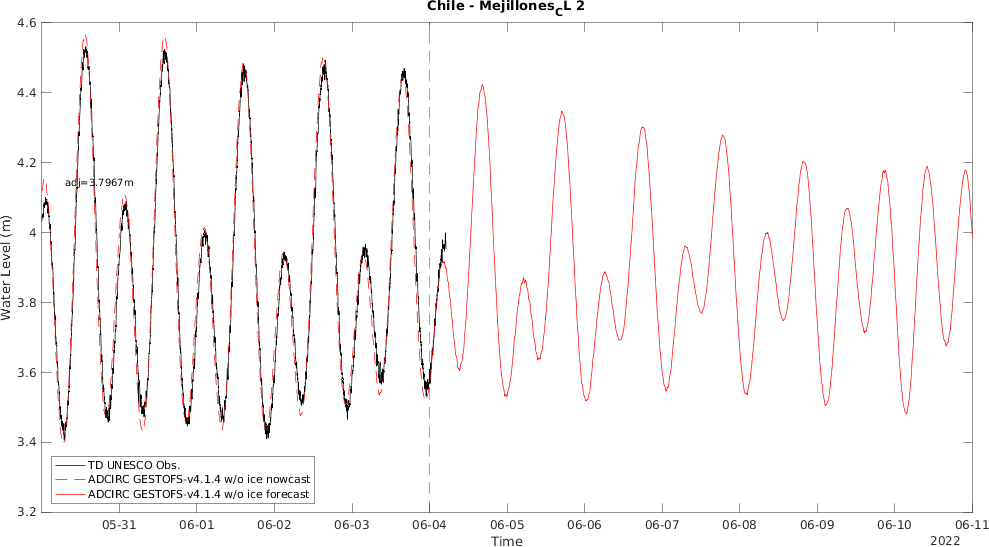 Chile - Mejillones_CL 2
Water Level (m)
4.6
4.4
4.2
4
3.8
3.6
3.4
3.2
adj=3.7967m
TD UNESCO Obs.
ADCIRC GESTOFS-v4.1.4 w/o ice nowcast
ADCIRC GESTOFS-v4.1.4 w/o ice forecast
05-31 06-01 06-02 06-03 06-04 06-05 06-06 06-07 06-08 06-09 06-10 06-11
Time
2022